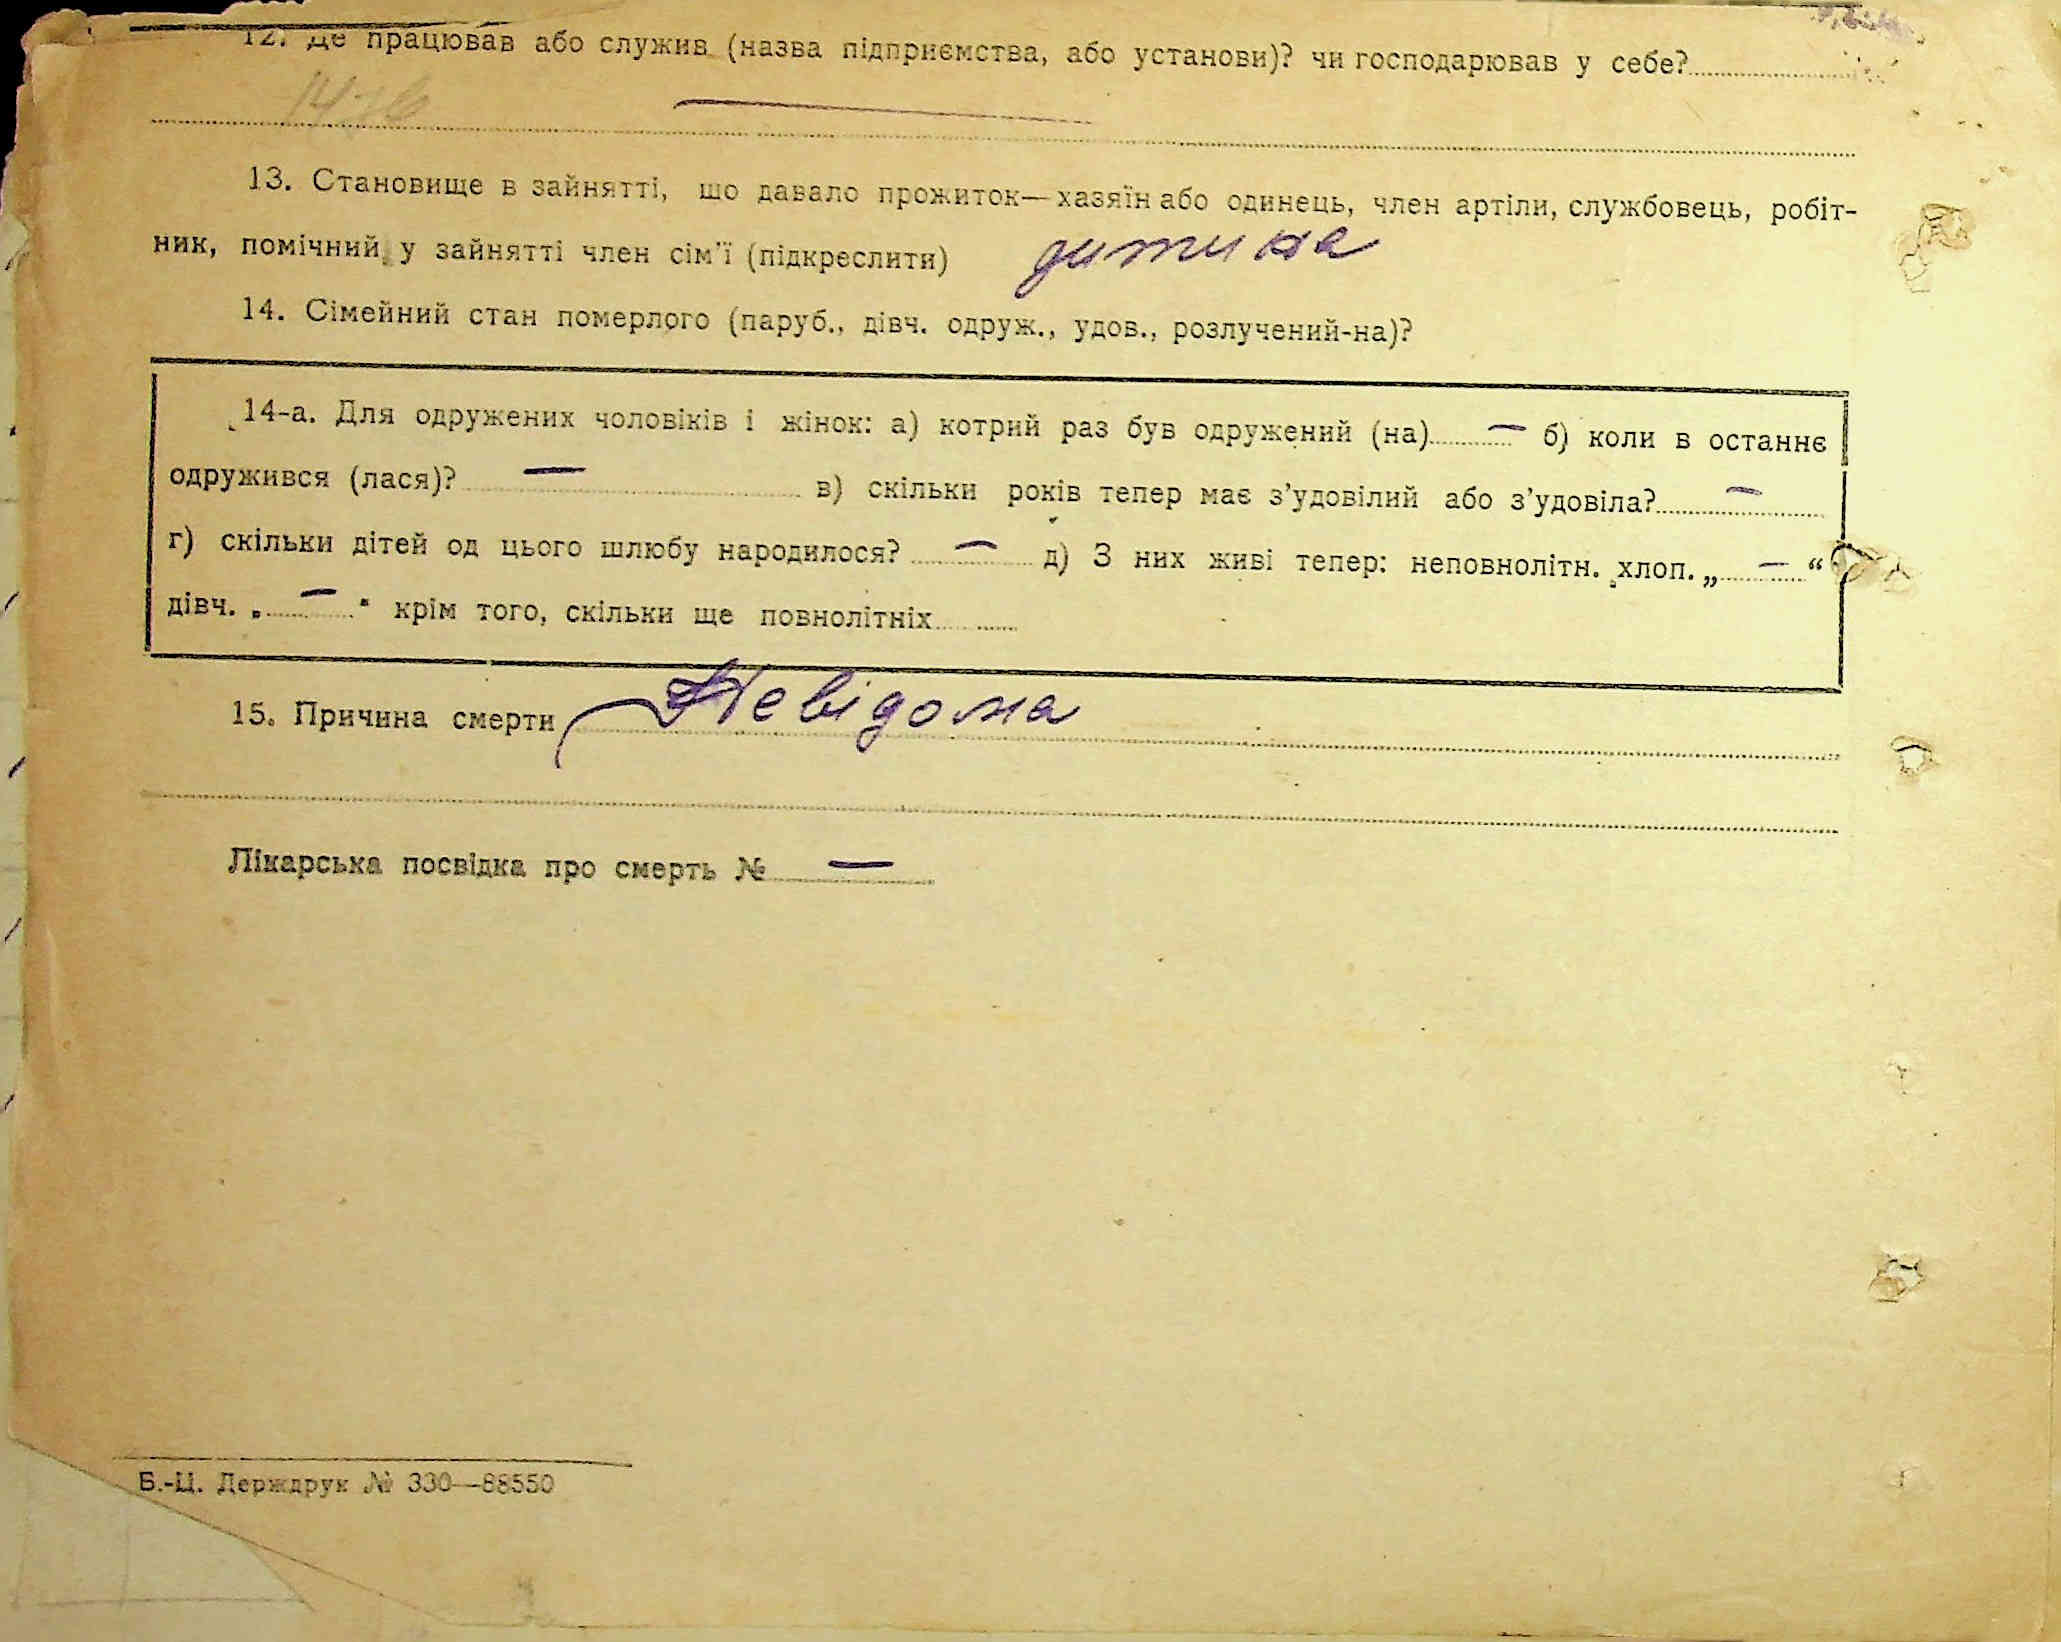 12. Де працював або служив (назва підприємства, або установи)? чи господарював у себе?
13. Становище в зайнятті, що давало прожиток—хазяїн або одинець, член артіли, службовець, робіт-
ник, помічний у зайнятті член сім'ї (підкреслити) дитина
14. Сімейний стан померлого (паруб., дівч. одруж., удов., розлучений-на)?
14-а. Для одружених чоловіків і жінок: а) котрий раз був одружений (на) — б) коли в останнє
одружився (лася)? — в) скільки років тепер має з'удовілий або з'удовіла? —
г) скільки дітей од цього шлюбу народилося? — д) З них живі тепер: неповнолітн. хлоп. „ — “
дівч. „ — “ крім того, скільки ще повнолітніх
15. Причина смерти Невідома
Лікарська посвідка про смерть № —
Б.-Ц. Держдрук № 330—88550